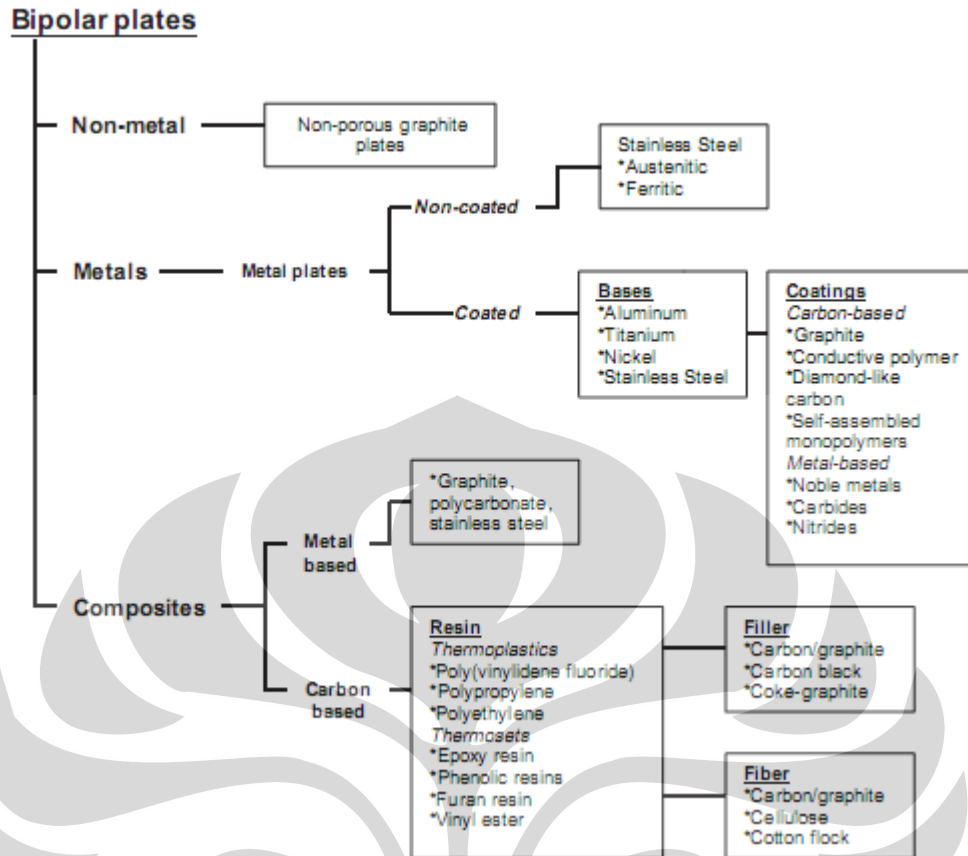 Bipolar plates
Non-metal
Non-porous graphite
plates
Stainless Steel
*Austenitic
*Ferritic
Non-coated
Metals
Metal plates
Coated
Bases
*Aluminum
*Titanium
*Nickel
*Stainless Steel
Coatings
Carbon-based
*Graphite
*Conductive polymer
*Diamond-like
carbon
*Self-assembled
monopolymers
Metal-based
*Noble metals
*Carbides
*Nitrides
*Graphite,
polycarbonate,
stainless steel
Metal
based
Composites
Carbon
based
Resin
Thermoplastics
*Poly(vinylidene fluoride)
*Polypropylene
*Polyethylene
Thermosets
*Epoxy resin
*Phenolic resins
*Furan resin
*Vinyl ester
Filler
*Carbon/graphite
*Carbon black
*Coke-graphite
Fiber
*Carbon/graphite
*Cellulose
*Cotton flock